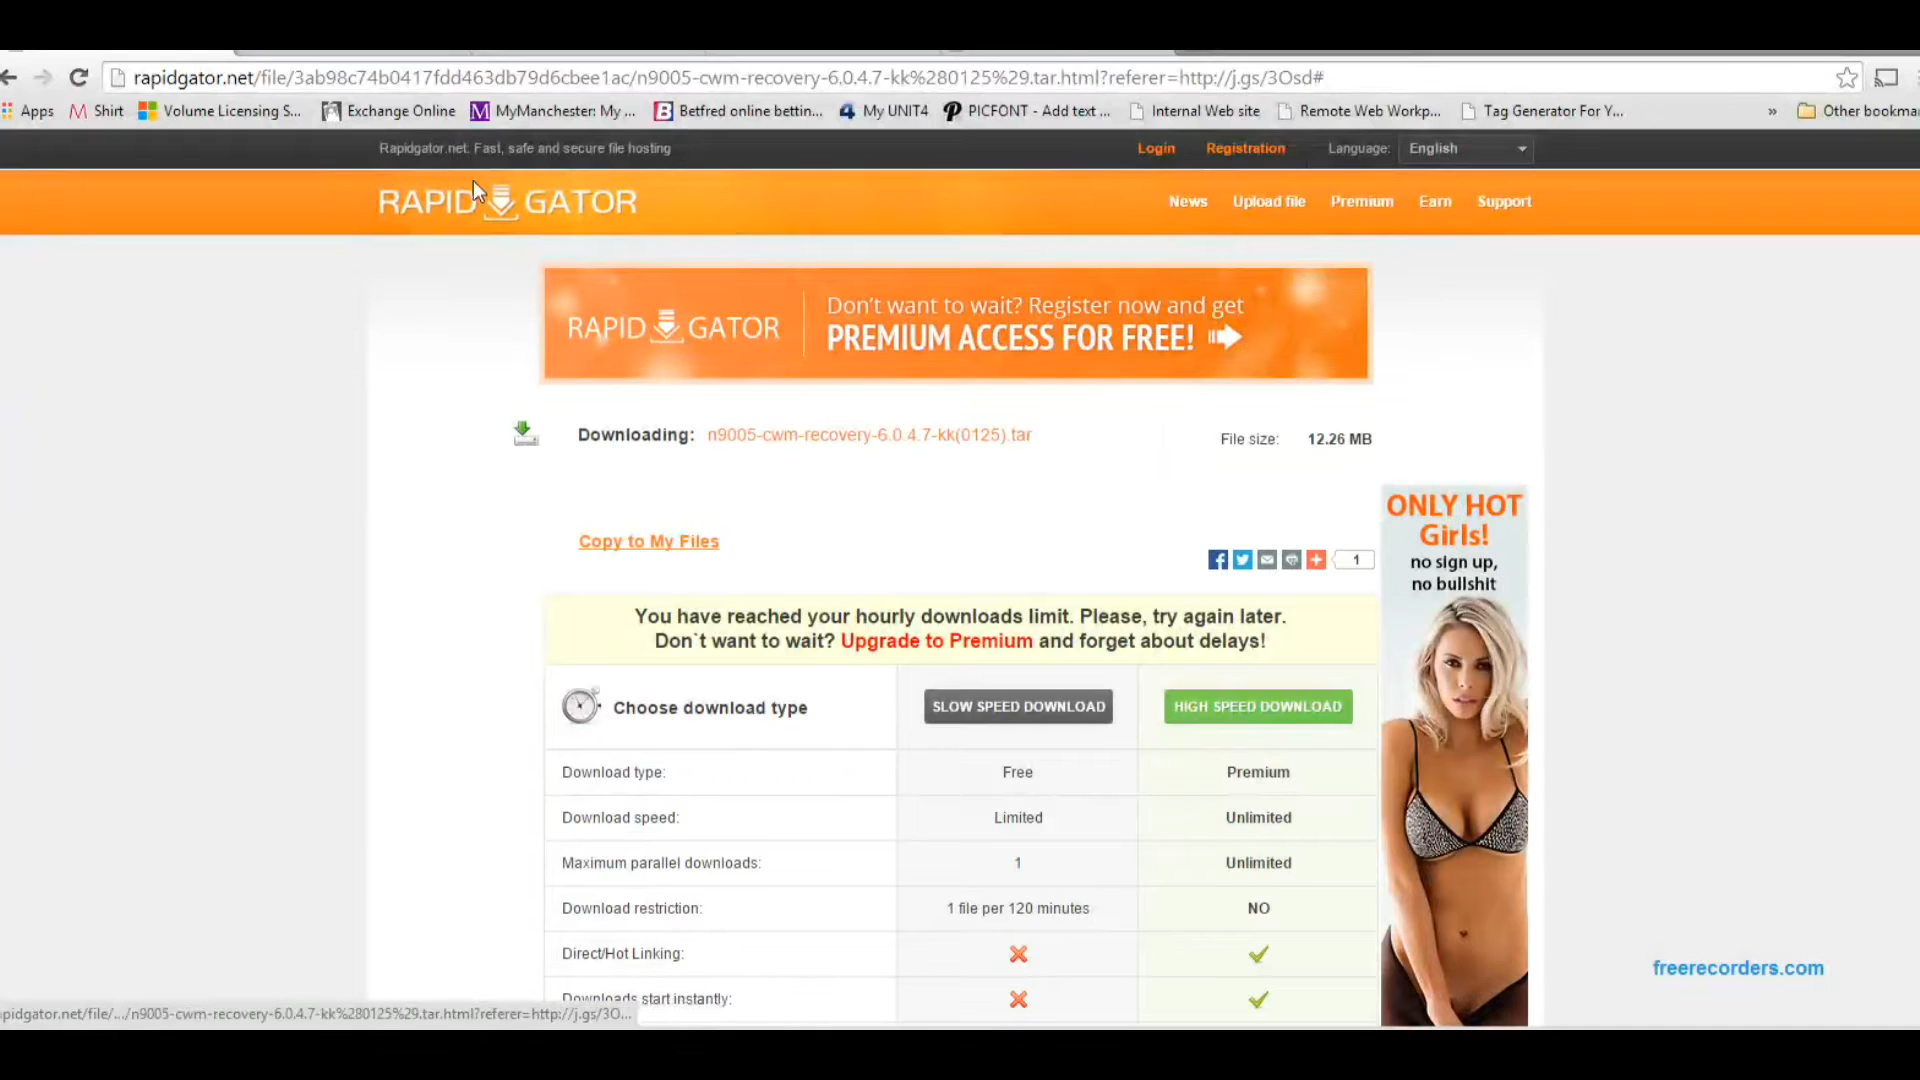 rapidgator.net/file/3ab98c74b0417fdd463db79d6cbee1ac/n9005-cwm-recovery-6.0.4.7-kk%280125%29.tar.html?referer=http://j.gs/3Osd#
Apps Shirt Volume Licensing S... Exchange Online MyManchester: My ... Betfred online bettin... My UNIT4 PICFONT - Add text ... Internal Web site Remote Web Workp... Tag Generator For Y... » Other bookma
Rapidgator.net: Fast, safe and secure file hosting Login Registration Language: English
RAPID GATOR News Upload file Premium Earn Support
RAPID GATOR
Don't want to wait? Register now and get
PREMIUM ACCESS FOR FREE!
Downloading: n9005-cwm-recovery-6.0.4.7-kk(0125).tar File size: 12.26 MB
ONLY HOT
Girls!
no sign up,
no bullshit
Copy to My Files
1
You have reached your hourly downloads limit. Please, try again later.
Don`t want to wait? Upgrade to Premium and forget about delays!
Choose download type SLOW SPEED DOWNLOAD HIGH SPEED DOWNLOAD
Download type: Free Premium
Download speed: Limited Unlimited
Maximum parallel downloads: 1 Unlimited
Download restriction: 1 file per 120 minutes NO
Direct/Hot Linking:
Downloads start instantly:
freerecorders.com
pidgator.net/file/.../n9005-cwm-recovery-6.0.4.7-kk%280125%29.tar.html?referer=http://j.gs/3O...